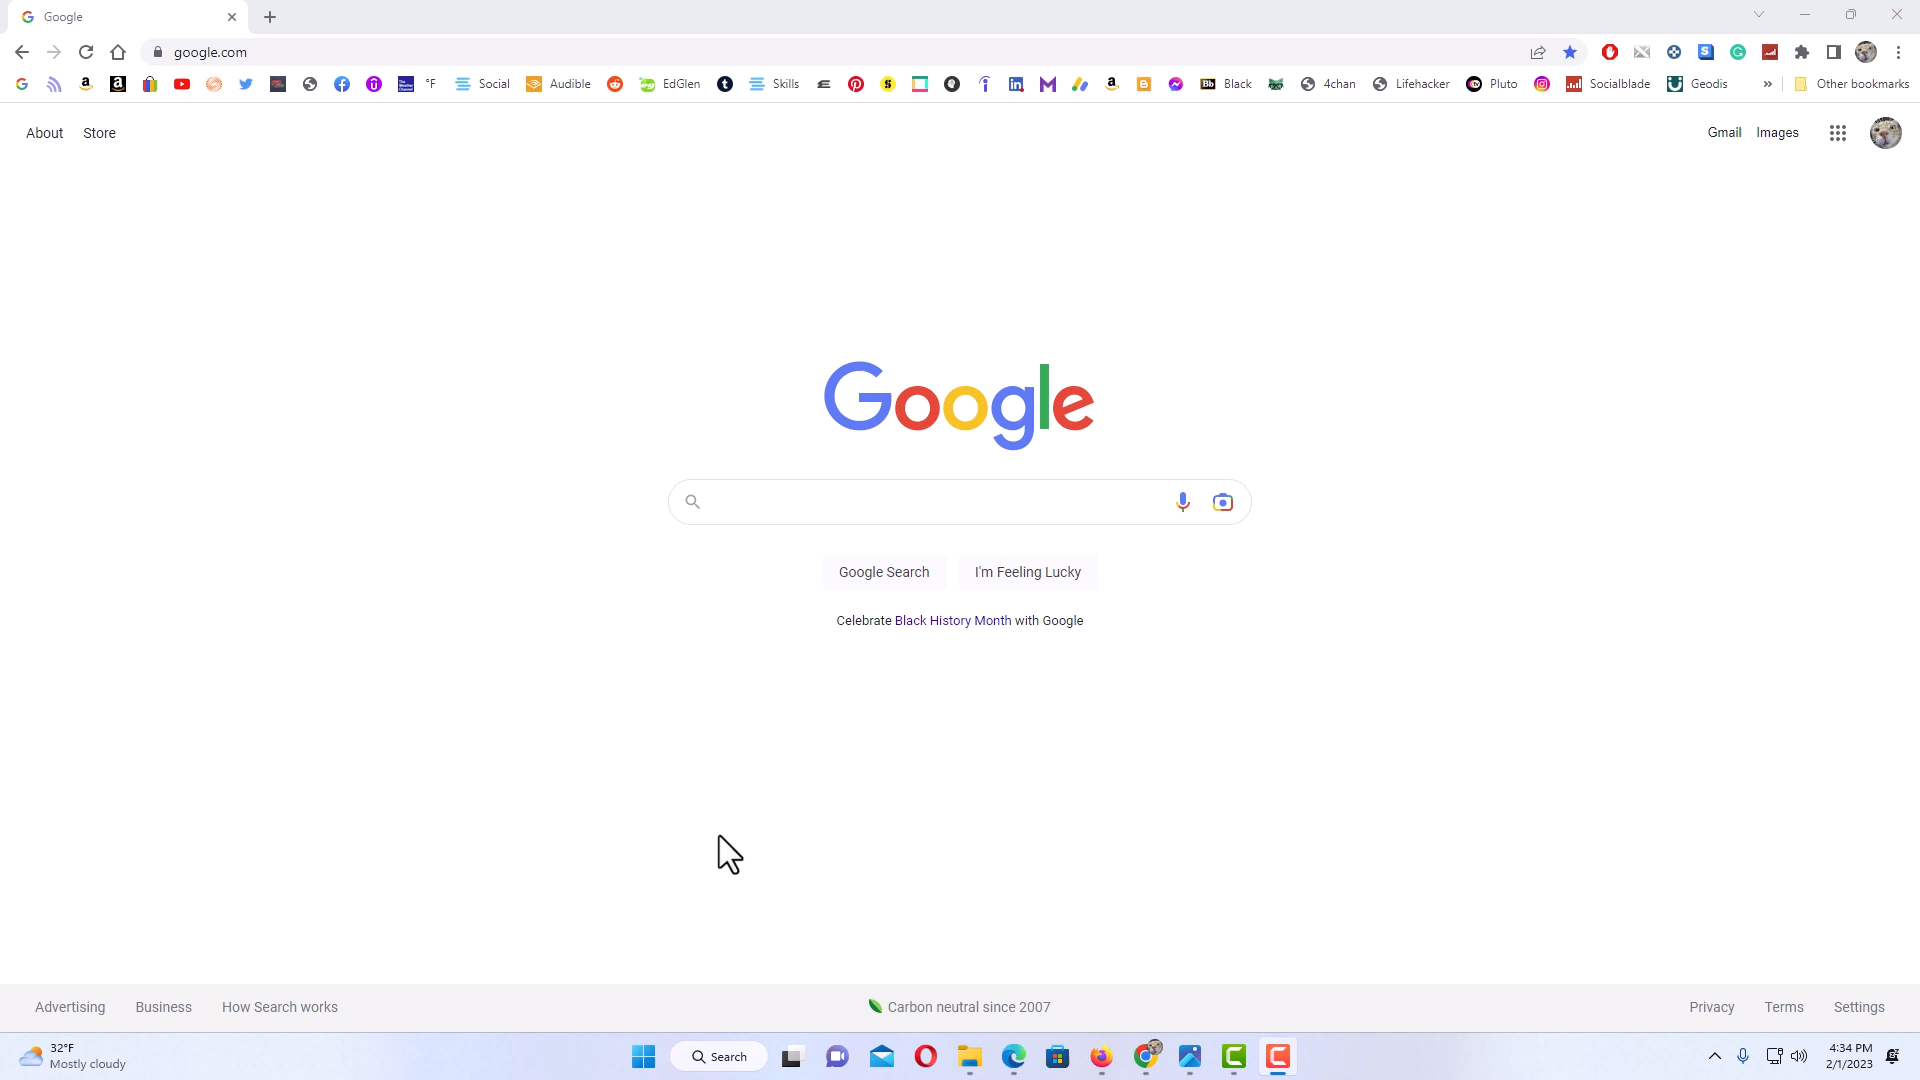 Google
google.com
°F Social Audible EdGlen Skills Black 4chan Lifehacker Pluto Socialblade Geodis » Other bookmarks
About Store Gmail Images
Google
Google Search I'm Feeling Lucky
Celebrate Black History Month with Google
Advertising Business How Search works Carbon neutral since 2007 Privacy Terms Settings
32°F
Mostly cloudy
Search
4:34 PM
2/1/2023